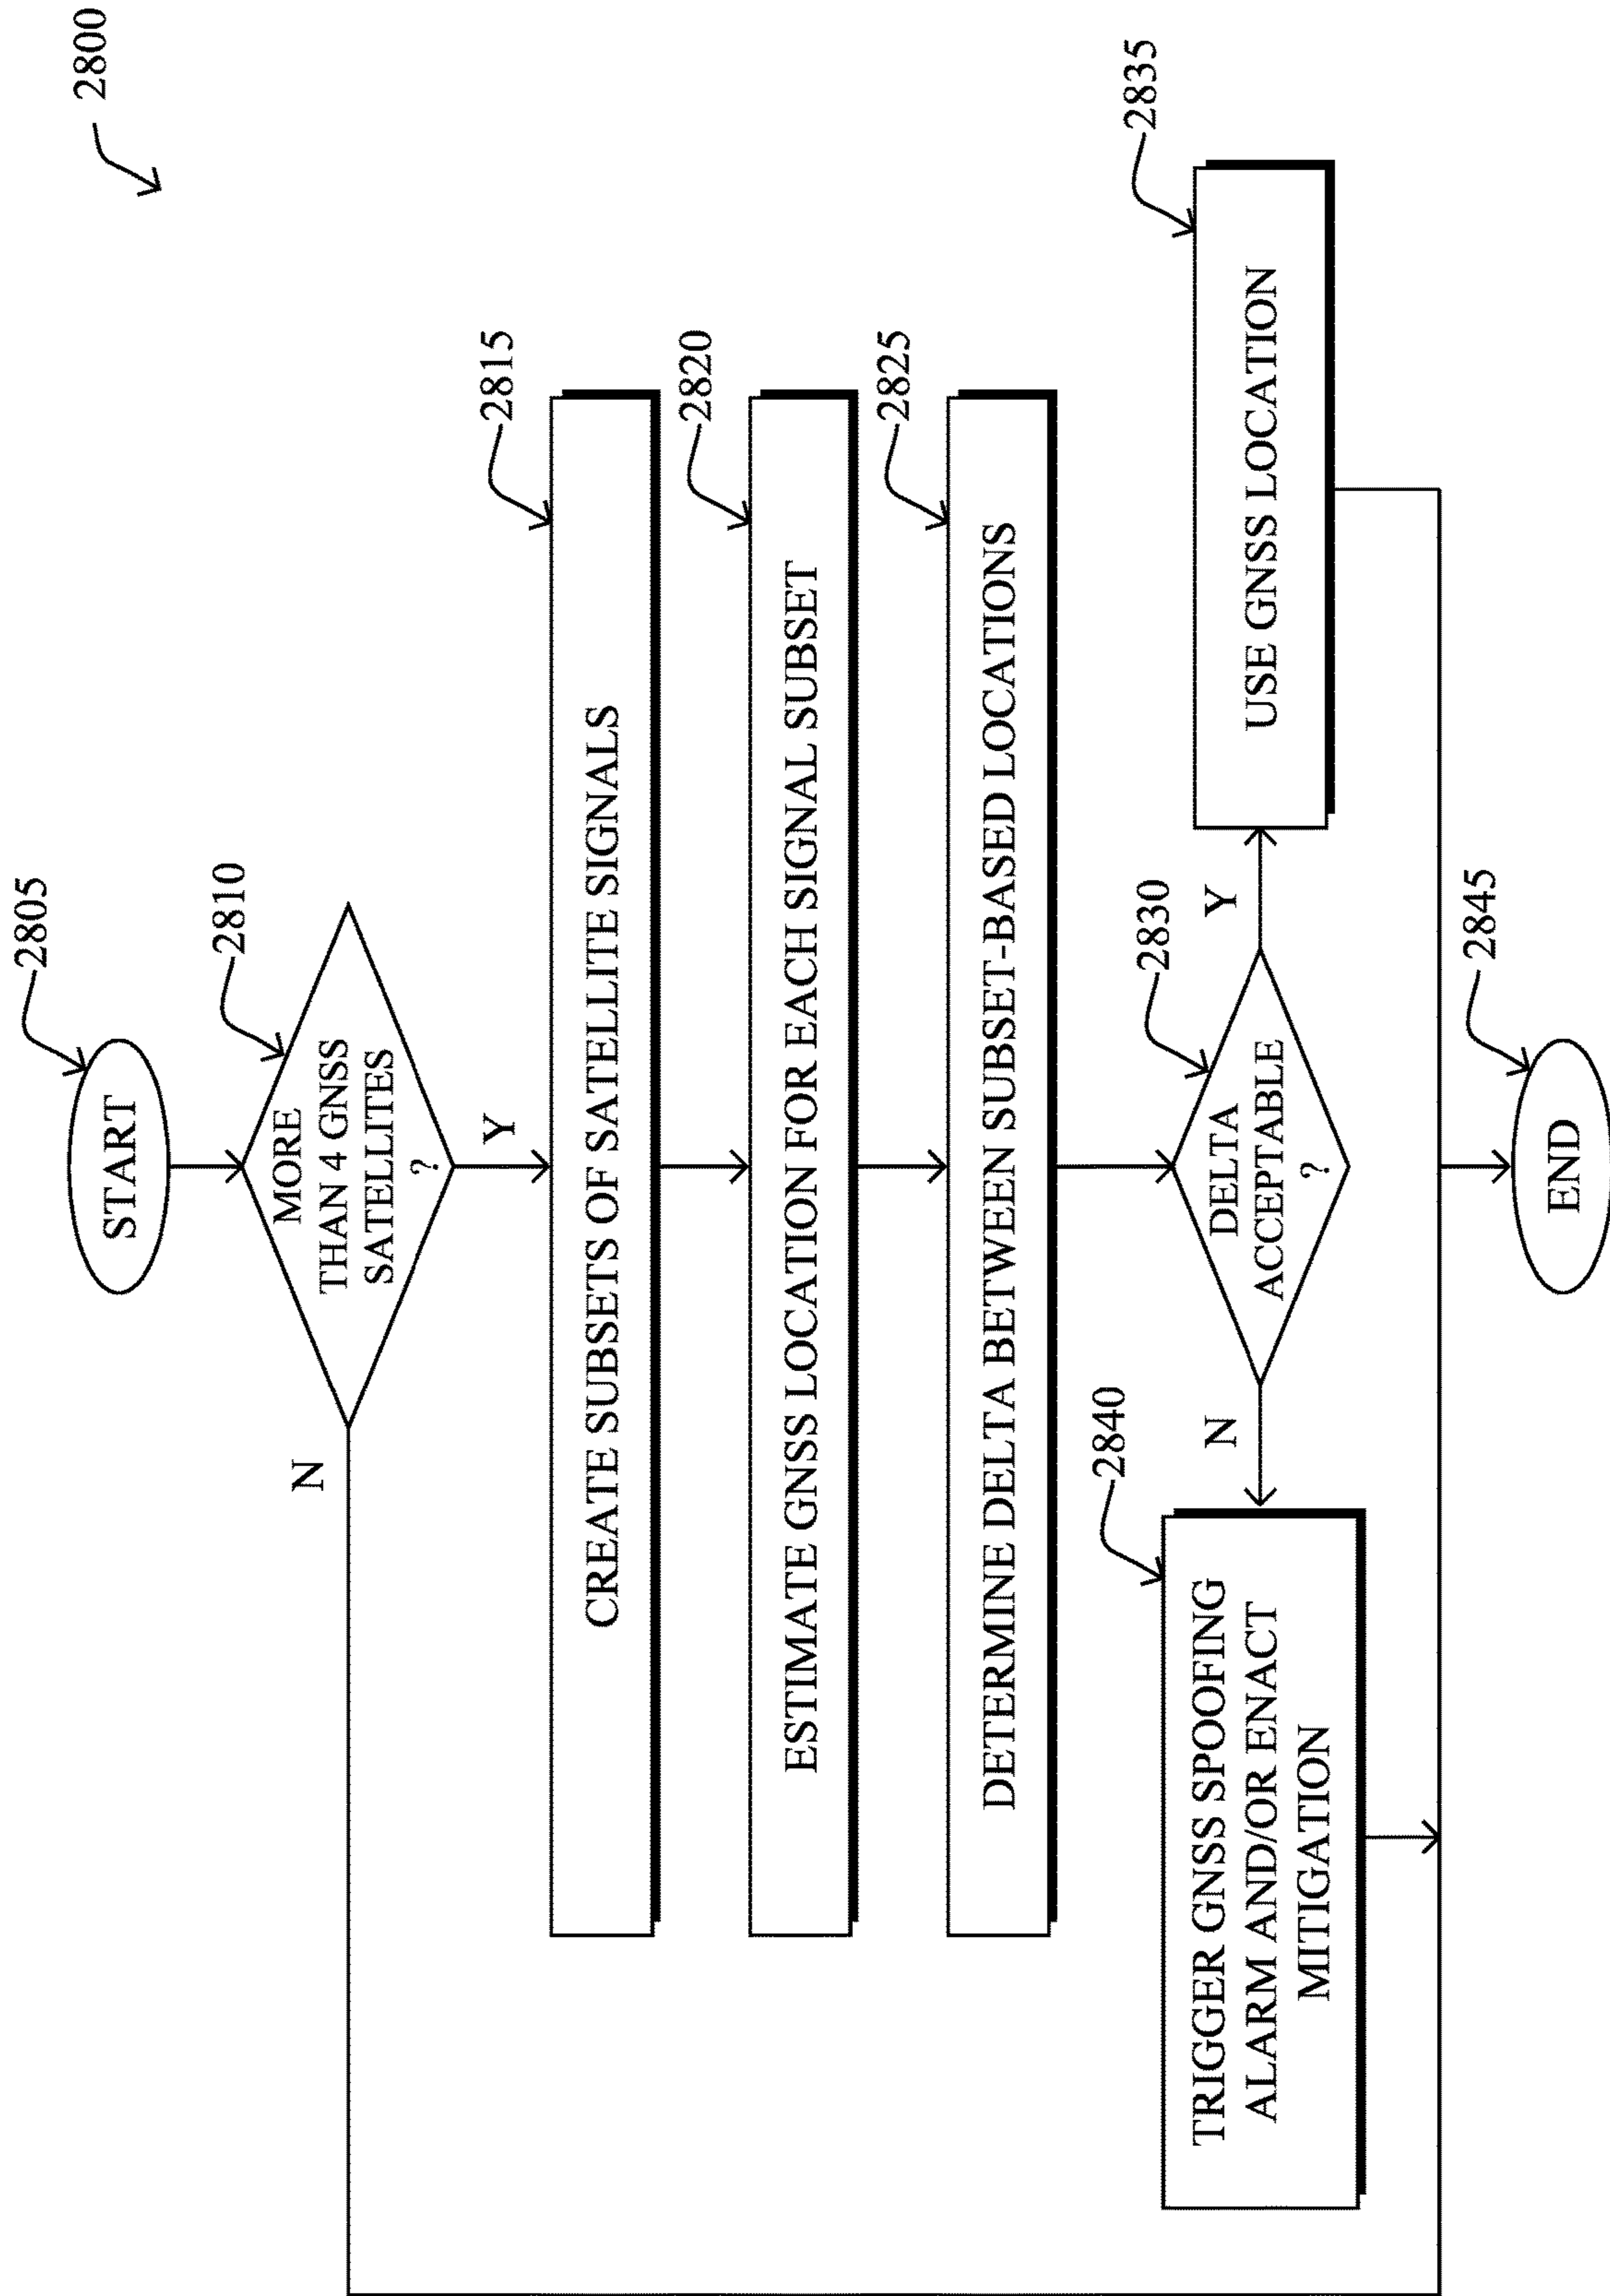 2800
2805
START
2810
MORE
THAN 4 GNSS
SATELLITES
?
N
Y
2815
CREATE SUBSETS OF SATELLITE SIGNALS
2820
ESTIMATE GNSS LOCATION FOR EACH SIGNAL SUBSET
2825
DETERMINE DELTA BETWEEN SUBSET-BASED LOCATIONS
2830
DELTA
ACCEPTABLE
?
N
Y
2840
TRIGGER GNSS SPOOFING
ALARM AND/OR ENACT
MITIGATION
2835
USE GNSS LOCATION
2845
END